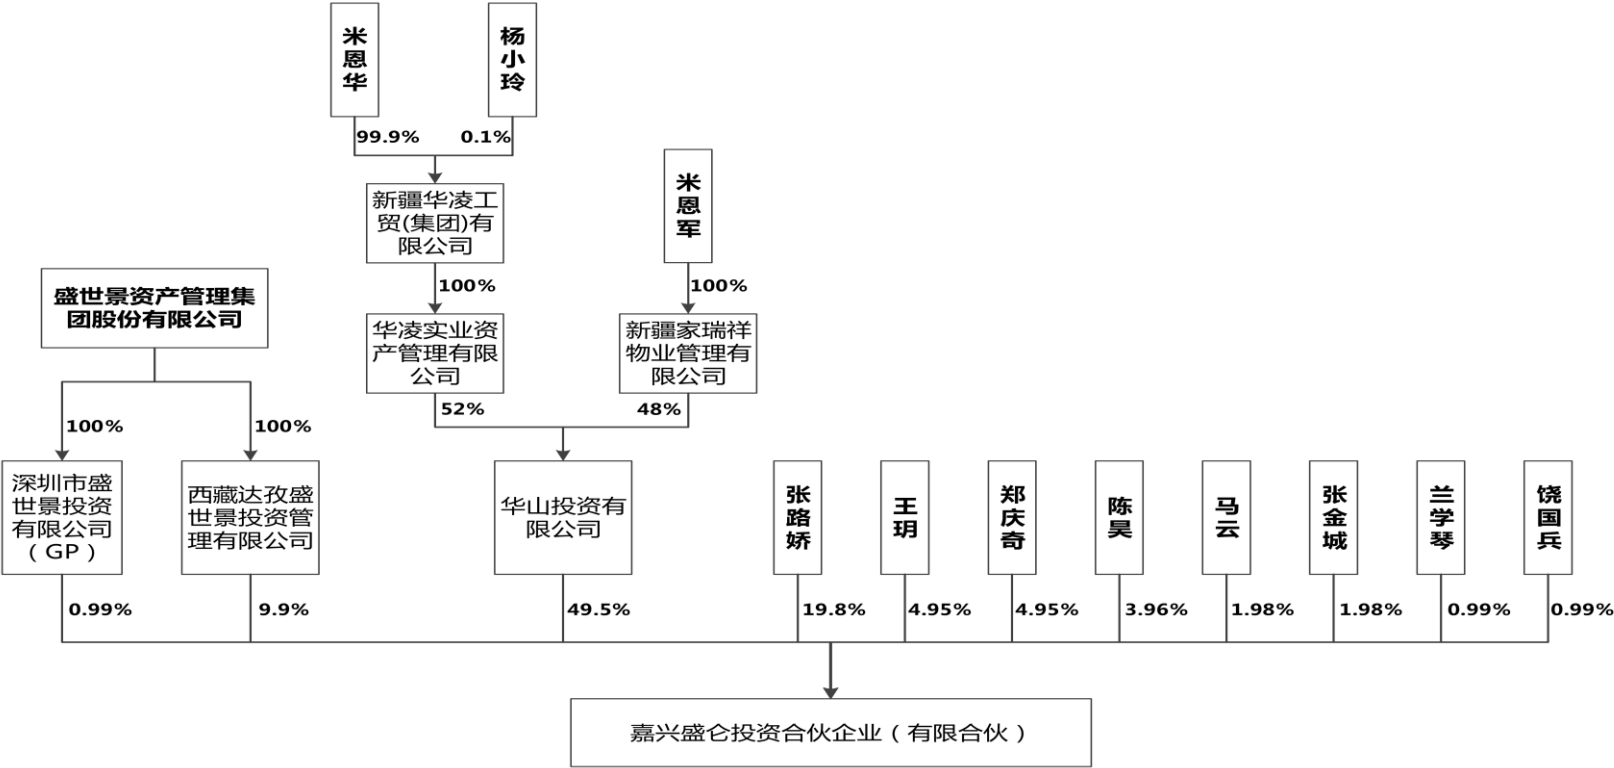 米恩华
杨小玲
99.9%
0.1%
新疆华凌工
贸(集团)有
限公司
米恩军
100%
100%
盛世景资产管理集
团股份有限公司
华凌实业资
产管理有限
公司
新疆家瑞祥
物业管理有
限公司
52%
48%
100%
100%
深圳市盛
世景投资
有限公司
（GP）
西藏达孜盛
世景投资管
理有限公司
华山投资有
限公司
张路娇
王玥
郑庆奇
陈昊
马云
张金城
兰学琴
饶国兵
0.99%
9.9%
49.5%
19.8%
4.95%
4.95%
3.96%
1.98%
1.98%
0.99%
0.99%
嘉兴盛仑投资合伙企业（有限合伙）